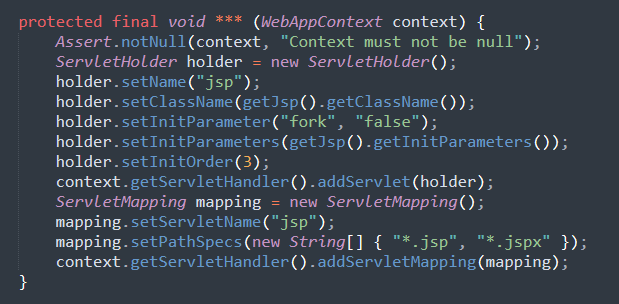 protected final void *** (WebAppContext context) {
Assert.notNull(context, "Context must not be null");
ServletHolder holder = new ServletHolder();
holder.setName("jsp");
holder.setClassName(getJsp().getClassName());
holder.setInitParameter("fork", "false");
holder.setInitParameters(getJsp().getInitParameters());
holder.setInitOrder(3);
context.getServletHandler().addServlet(holder);
ServletMapping mapping = new ServletMapping();
mapping.setServletName("jsp");
mapping.setPathSpecs(new String[] { "*.jsp", "*.jspx" });
context.getServletHandler().addServletMapping(mapping);
}